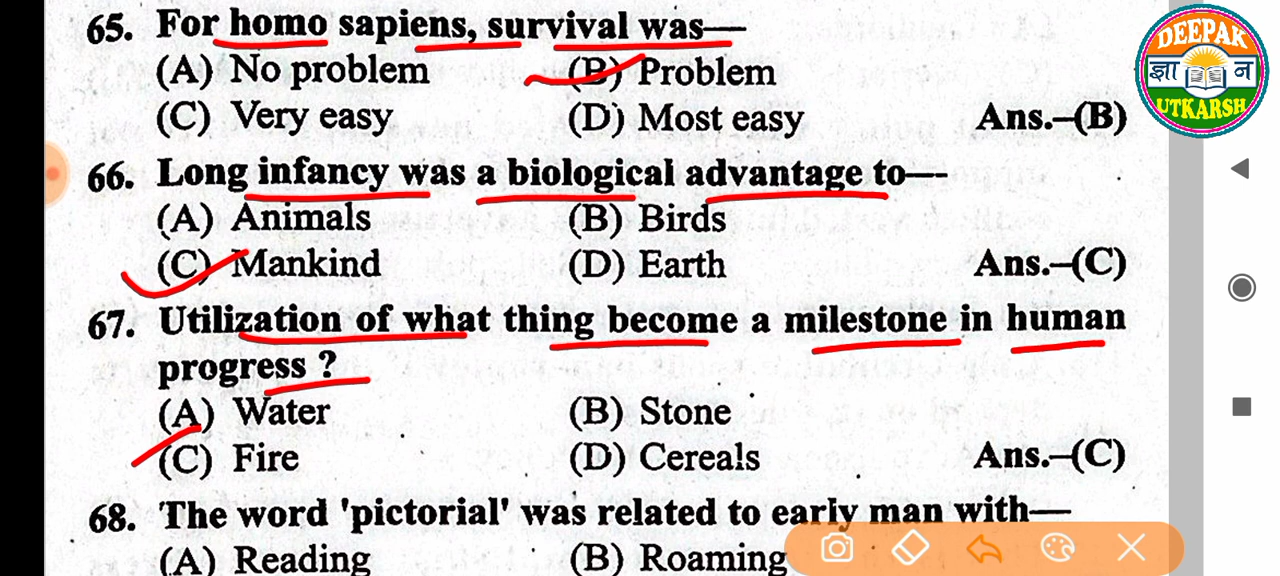 65. For homo sapiens, survival was—
(A) No problem (B) Problem
(C) Very easy (D) Most easy Ans.–(B)
66. Long infancy was a biological advantage to—
(A) Animals (B) Birds
(C) Mankind (D) Earth Ans.–(C)
67. Utilization of what thing become a milestone in human
progress ?
(A) Water (B) Stone
(C) Fire (D) Cereals Ans.–(C)
68. The word 'pictorial' was related to early man with—
(A) Reading (B) Roaming
DEEPAK
ज्ञा न
UTKARSH